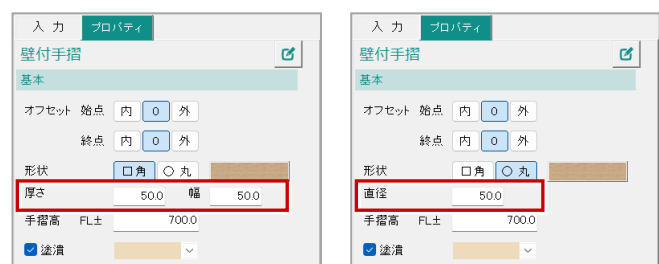 入 力 プロパティ
壁付手摺
基本
オフセット 始点 内 0 外
終点 内 0 外
形状 □角 ○丸
厚さ 50.0 幅 50.0
手摺高 FL± 700.0
塗潰
入 力 プロパティ
壁付手摺
基本
オフセット 始点 内 0 外
終点 内 0 外
形状 □角 ○丸
直径 50.0
手摺高 FL± 700.0
塗潰